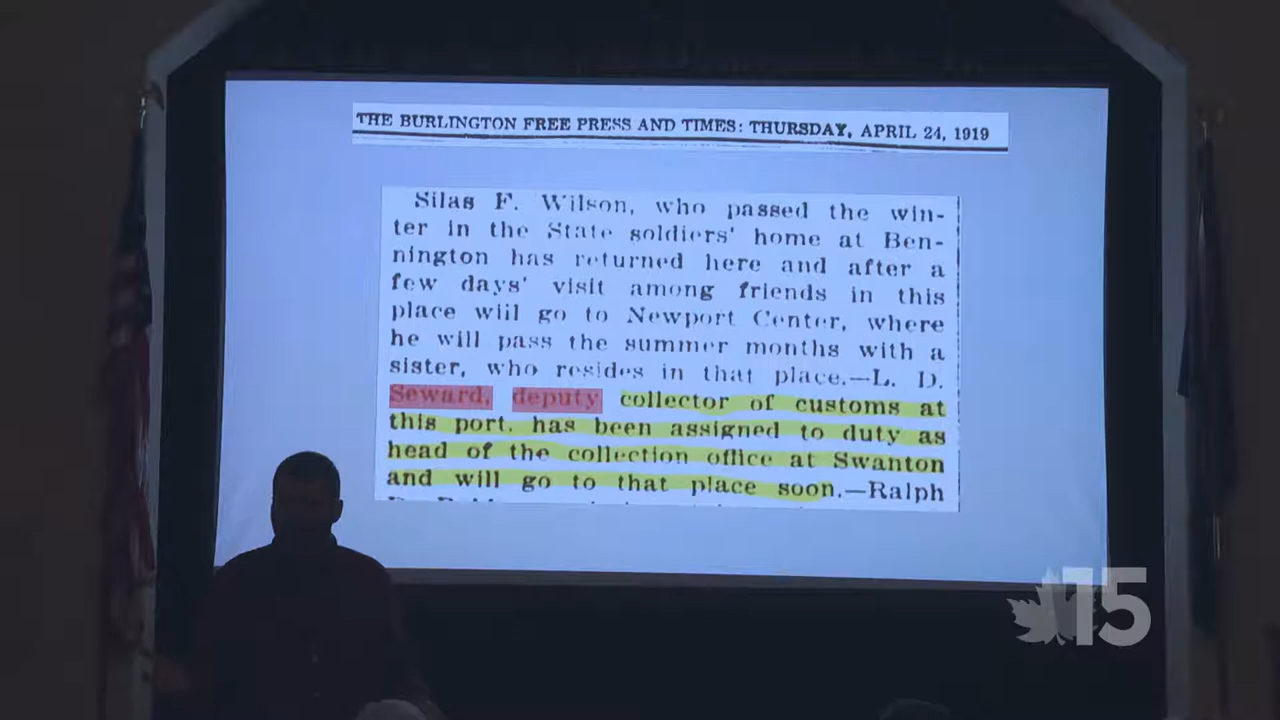 THE BURLINGTON FREE PRESS AND TIMES: THURSDAY, APRIL 24, 1919
Silas F. Wilson, who passed the win-
ter in the State soldiers' home at Ben-
nington has returned here and after a
few days' visit among friends in this
place will go to Newport Center, where
he will pass the summer months with a
sister, who resides in that place.—L. D.
Seward, deputy collector of customs at
this port. has been assigned to duty as
head of the collection office at Swanton
and will go to that place soon.—Ralph
15